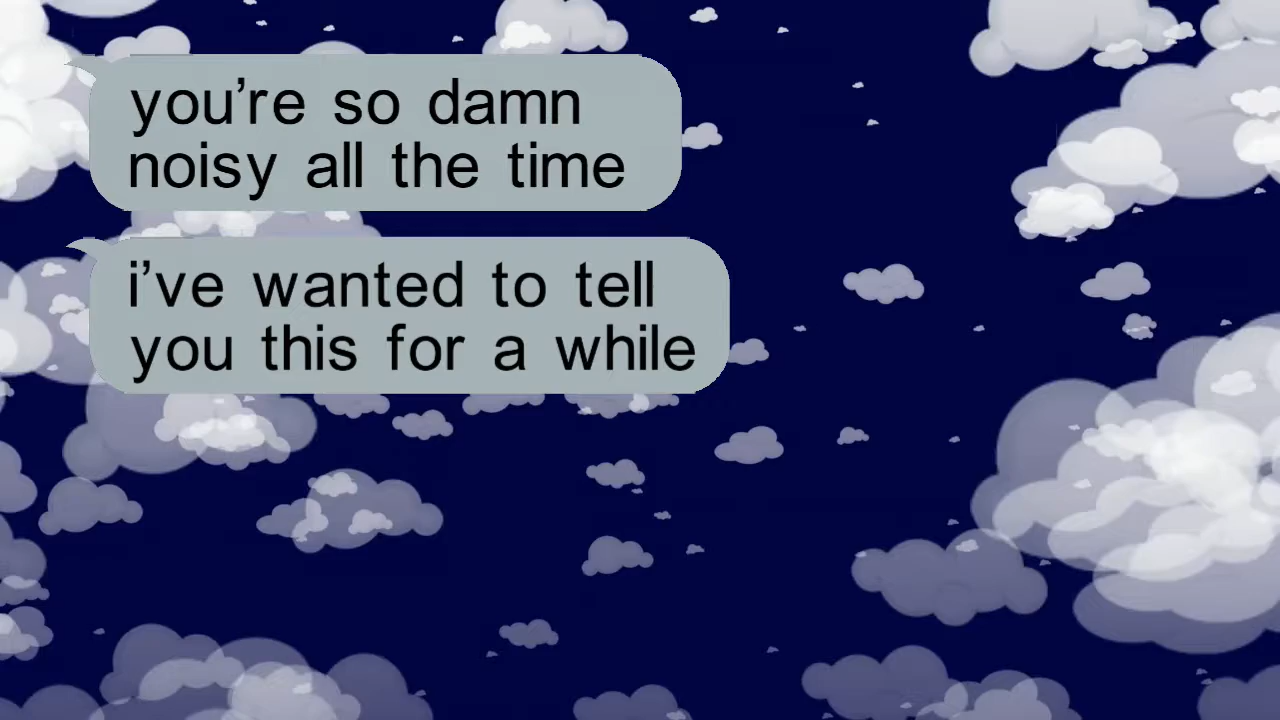 you’re so damn
noisy all the time
i’ve wanted to tell
you this for a while